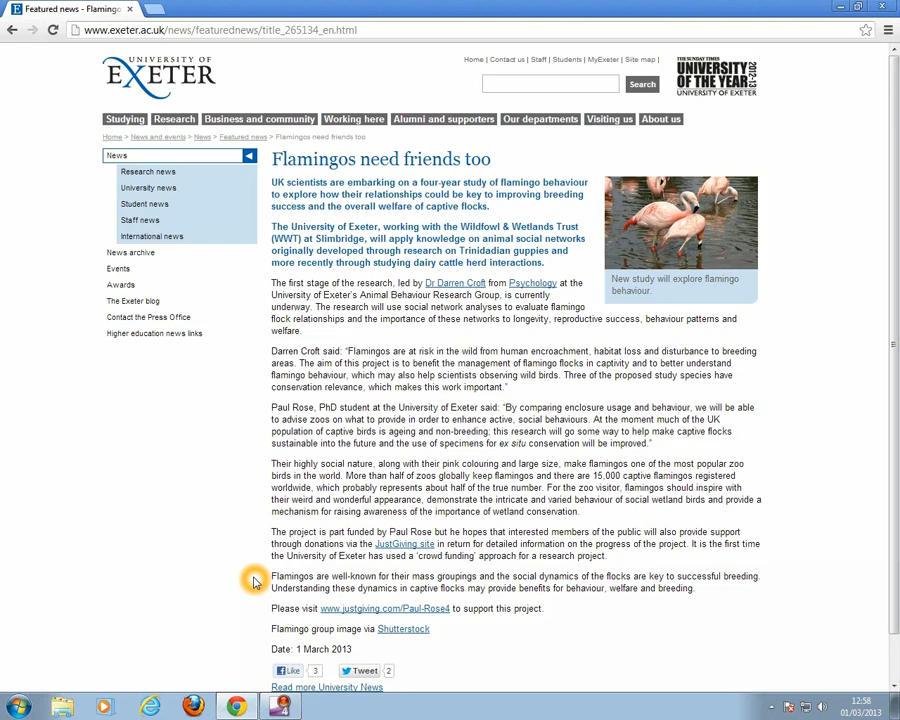 Featured news - Flamingo
www.exeter.ac.uk/news/featurednews/title_265134_en.html
UNIVERSITY OF
EXETER
Home | Contact us | Staff | Students | MyExeter | Site map |
Search
THE SUNDAY TIMES
UNIVERSITY
OF THE YEAR
2012-13
UNIVERSITY OF EXETER
Studying Research Business and community Working here Alumni and supporters Our departments Visiting us About us
Home > News and events > News > Featured news > Flamingos need friends too
News
Research news
University news
Student news
Staff news
International news
News archive
Events
Awards
The Exeter blog
Contact the Press Office
Higher education news links
Flamingos need friends too
UK scientists are embarking on a four-year study of flamingo behaviour
to explore how their relationships could be key to improving breeding
success and the overall welfare of captive flocks.
The University of Exeter, working with the Wildfowl & Wetlands Trust
(WWT) at Slimbridge, will apply knowledge on animal social networks
originally developed through research on Trinidadian guppies and
more recently through studying dairy cattle herd interactions.
New study will explore flamingo
behaviour.
The first stage of the research, led by Dr Darren Croft from Psychology at the
University of Exeter's Animal Behaviour Research Group, is currently
underway. The research will use social network analyses to evaluate flamingo
flock relationships and the importance of these networks to longevity, reproductive success, behaviour patterns and
welfare.
Darren Croft said: “Flamingos are at risk in the wild from human encroachment, habitat loss and disturbance to breeding
areas. The aim of this project is to benefit the management of flamingo flocks in captivity and to better understand
flamingo behaviour, which may also help scientists observing wild birds. Three of the proposed study species have
conservation relevance, which makes this work important.”
Paul Rose, PhD student at the University of Exeter said: “By comparing enclosure usage and behaviour, we will be able
to advise zoos on what to provide in order to enhance active, social behaviours. At the moment much of the UK
population of captive birds is ageing and non-breeding; this research will go some way to help make captive flocks
sustainable into the future and the use of specimens for ex situ conservation will be improved.”
Their highly social nature, along with their pink colouring and large size, make flamingos one of the most popular zoo
birds in the world. More than half of zoos globally keep flamingos and there are 15,000 captive flamingos registered
worldwide, which probably represents about half of the true number. For the zoo visitor, flamingos should inspire with
their weird and wonderful appearance, demonstrate the intricate and varied behaviour of social wetland birds and provide a
mechanism for raising awareness of the importance of wetland conservation.
The project is part funded by Paul Rose but he hopes that interested members of the public will also provide support
through donations via the JustGiving site in return for detailed information on the progress of the project. It is the first time
the University of Exeter has used a ‘crowd funding’ approach for a research project.
Flamingos are well-known for their mass groupings and the social dynamics of the flocks are key to successful breeding.
Understanding these dynamics in captive flocks may provide benefits for behaviour, welfare and breeding.
Please visit www.justgiving.com/Paul-Rose4 to support this project.
Flamingo group image via Shutterstock
Date: 1 March 2013
Like 3 Tweet 2
Read more University News
12:58
01/03/2013